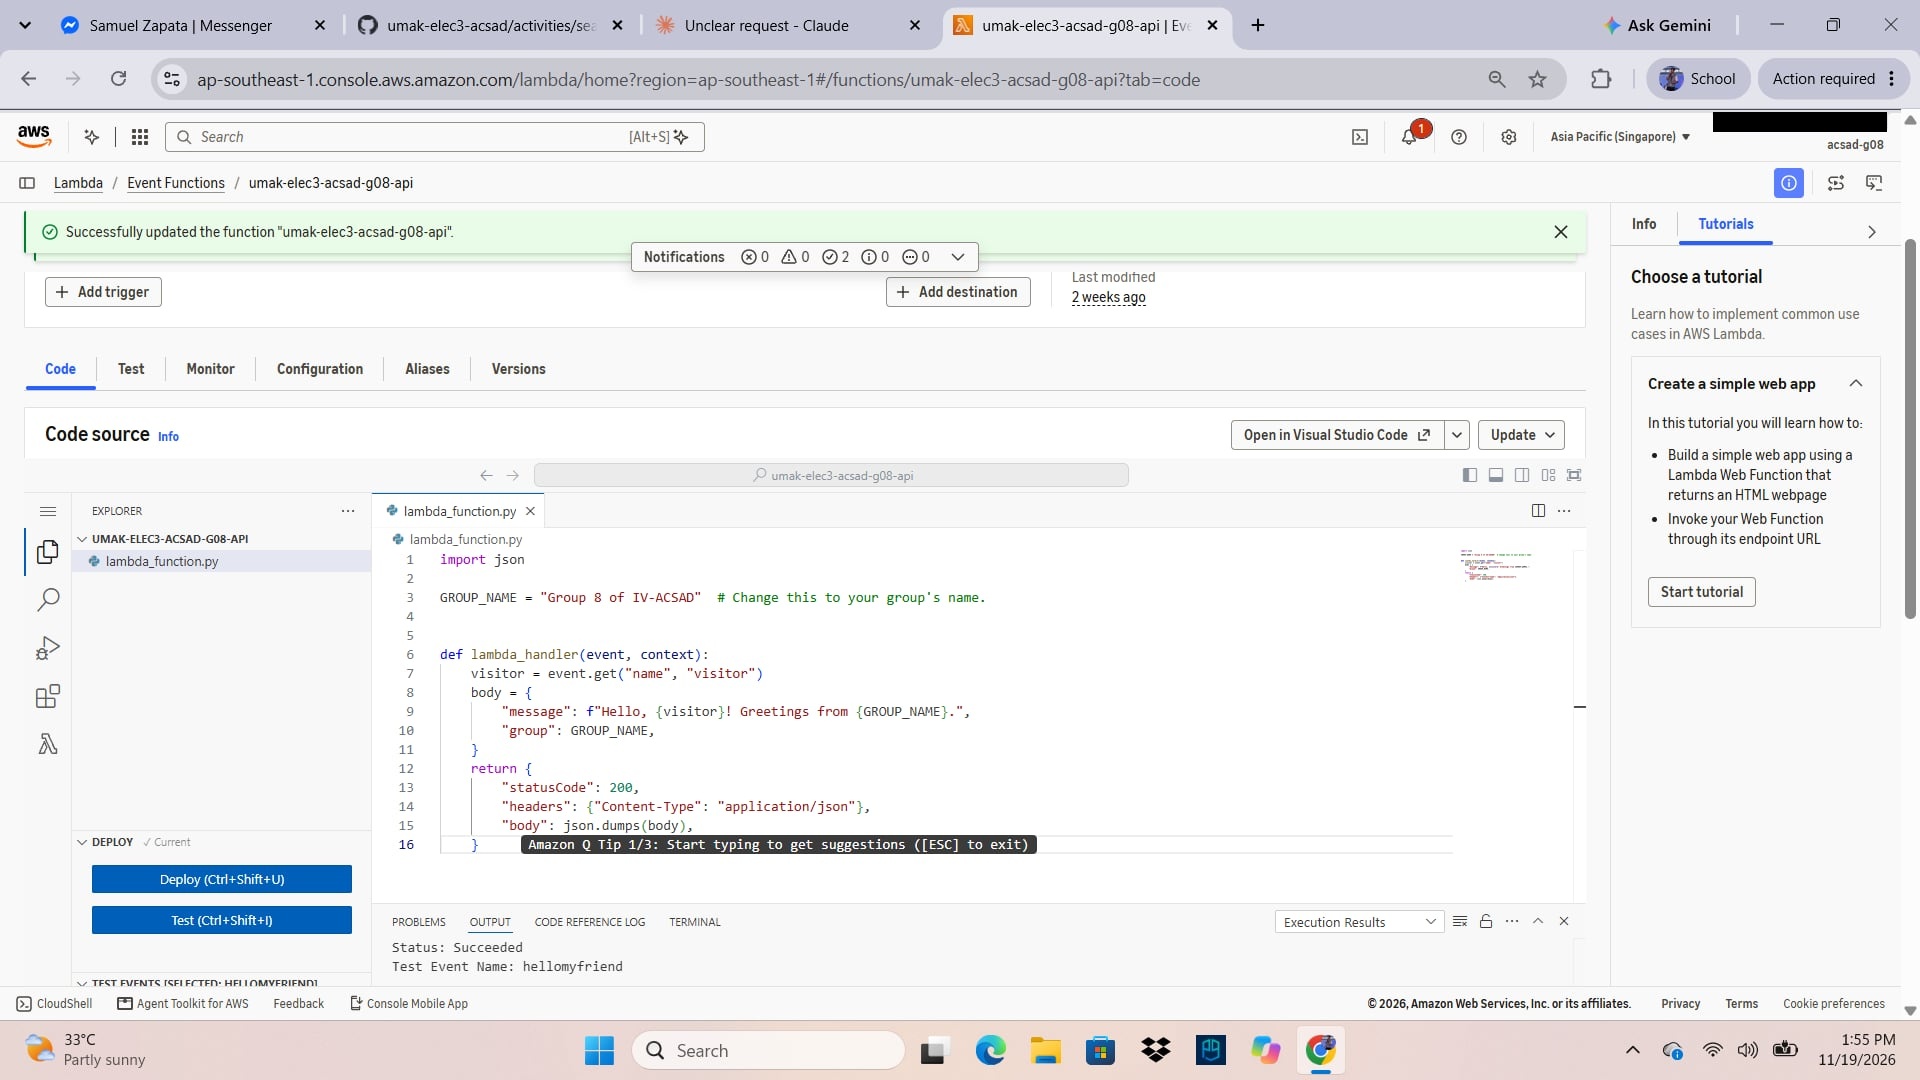 Samuel Zapata | Messenger
umak-elec3-acsad/activities/sea
Unclear request - Claude
umak-elec3-acsad-g08-api | Eve
Ask Gemini
ap-southeast-1.console.aws.amazon.com/lambda/home?region=ap-southeast-1#/functions/umak-elec3-acsad-g08-api?tab=code
School
Action required
aws
Search
[Alt+S]
1
Asia Pacific (Singapore)
acsad-g08
Lambda / Event Functions / umak-elec3-acsad-g08-api
Successfully updated the function "umak-elec3-acsad-g08-api".
Notifications 0 0 2 0 0
Add trigger
Add destination
Last modified
2 weeks ago
Code
Test
Monitor
Configuration
Aliases
Versions
Code source Info
Open in Visual Studio Code
Update
umak-elec3-acsad-g08-api
EXPLORER
UMAK-ELEC3-ACSAD-G08-API
lambda_function.py
lambda_function.py
lambda_function.py
1 import json
2
3 GROUP_NAME = "Group 8 of IV-ACSAD"  # Change this to your group's name.
4
5
6 def lambda_handler(event, context):
7     visitor = event.get("name", "visitor")
8     body = {
9         "message": f"Hello, {visitor}! Greetings from {GROUP_NAME}.",
10         "group": GROUP_NAME,
11     }
12     return {
13         "statusCode": 200,
14         "headers": {"Content-Type": "application/json"},
15         "body": json.dumps(body),
16     }
Amazon Q Tip 1/3: Start typing to get suggestions ([ESC] to exit)
DEPLOY ✓ Current
Deploy (Ctrl+Shift+U)
Test (Ctrl+Shift+I)
TEST EVENTS [SELECTED: HELLOMYFRIEND]
PROBLEMS
OUTPUT
CODE REFERENCE LOG
TERMINAL
Execution Results
Status: Succeeded
Test Event Name: hellomyfriend
Info
Tutorials
Choose a tutorial
Learn how to implement common use
cases in AWS Lambda.
Create a simple web app
In this tutorial you will learn how to:
• Build a simple web app using a
Lambda Web Function that
returns an HTML webpage
• Invoke your Web Function
through its endpoint URL
Start tutorial
CloudShell
Agent Toolkit for AWS
Feedback
Console Mobile App
© 2026, Amazon Web Services, Inc. or its affiliates.
Privacy
Terms
Cookie preferences
33°C
Partly sunny
Search
1:55 PM
11/19/2026